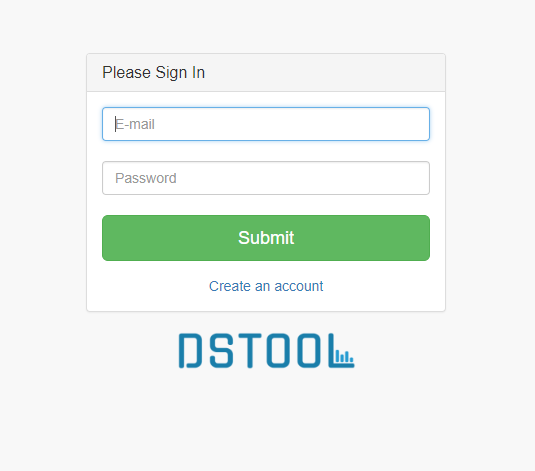 Please Sign In
E-mail
Password
Submit
Create an account
DSTOOL